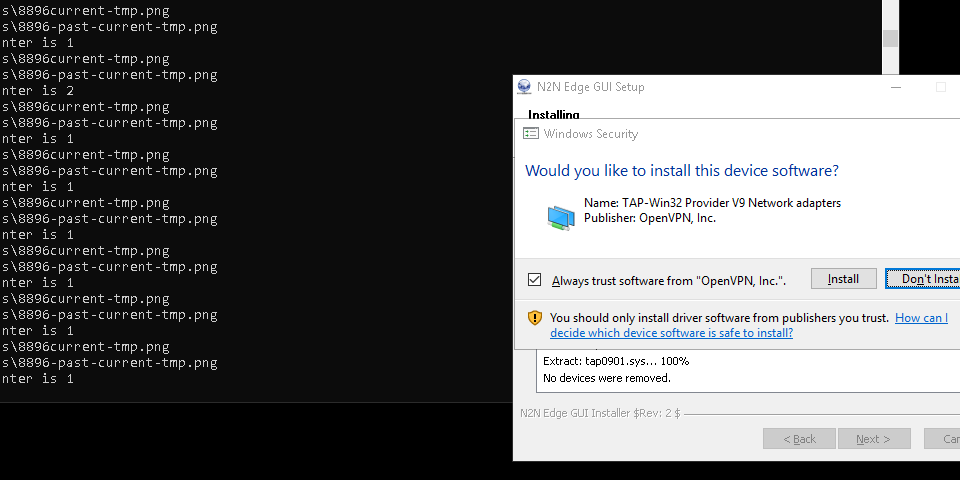 s\8896current-tmp.png
s\8896-past-current-tmp.png
nter is 1
s\8896current-tmp.png
s\8896-past-current-tmp.png
nter is 2
s\8896current-tmp.png
s\8896-past-current-tmp.png
nter is 1
s\8896current-tmp.png
s\8896-past-current-tmp.png
nter is 1
s\8896current-tmp.png
s\8896-past-current-tmp.png
nter is 1
s\8896current-tmp.png
s\8896-past-current-tmp.png
nter is 1
s\8896current-tmp.png
s\8896-past-current-tmp.png
nter is 1
s\8896current-tmp.png
s\8896-past-current-tmp.png
nter is 1
N2N Edge GUI Setup
Installing
Windows Security
Would you like to install this device software?
Name: TAP-Win32 Provider V9 Network adapters
Publisher: OpenVPN, Inc.
Always trust software from "OpenVPN, Inc.".
Install
Don't Insta
You should only install driver software from publishers you trust. How can I
decide which device software is safe to install?
Extract: tap0901.sys... 100%
No devices were removed.
N2N Edge GUI Installer $Rev: 2 $
< Back
Next >
Can